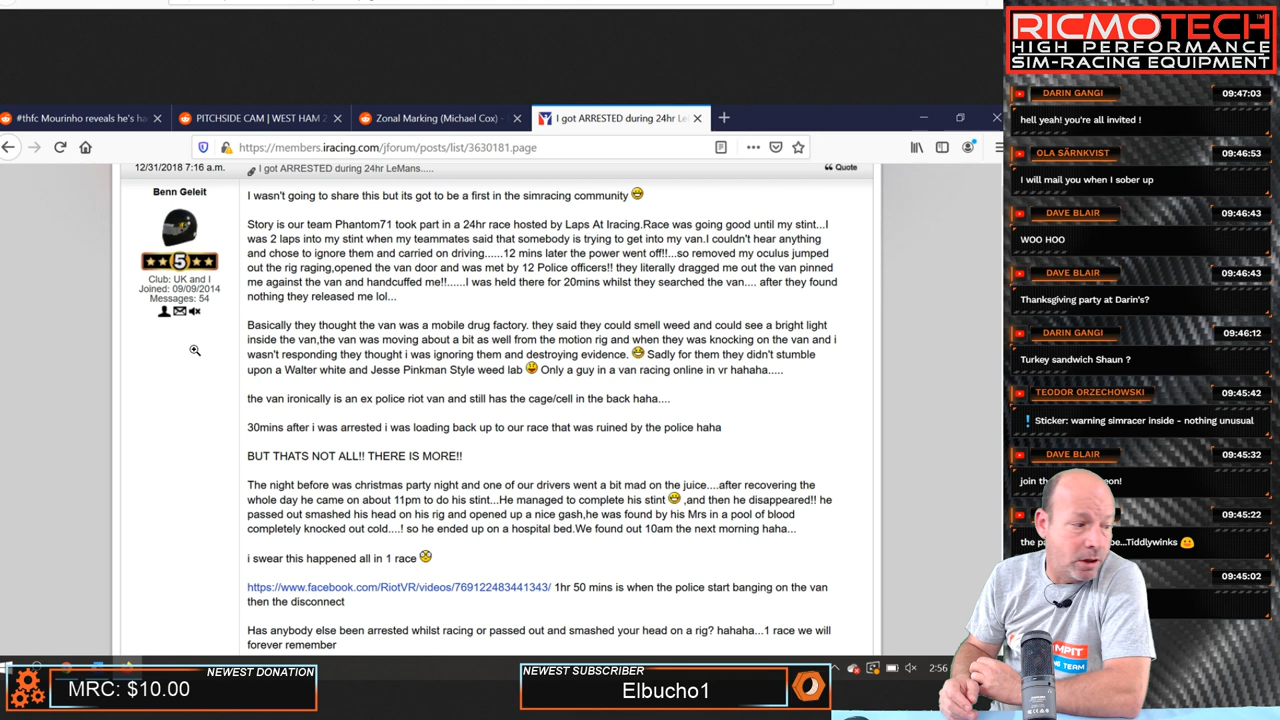 #thfc Mourinho reveals he's ha
PITCHSIDE CAM | WEST HAM 2
Zonal Marking (Michael Cox) -
I got ARRESTED during 24hr Le
https://members.iracing.com/jforum/posts/list/3630181.page
12/31/2018 7:16 a.m.
I got ARRESTED during 24hr LeMans.....
Quote
Benn Geleit
5
Club: UK and I
Joined: 09/09/2014
Messages: 54
I wasn't going to share this but its got to be a first in the simracing community
Story is our team Phantom71 took part in a 24hr race hosted by Laps At Iracing.Race was going good until my stint...I
was 2 laps into my stint when my teammates said that somebody is trying to get into my van.I couldn't hear anything
and chose to ignore them and carried on driving......12 mins later the power went off!!...so removed my oculus jumped
out the rig raging,opened the van door and was met by 12 Police officers!! they literally dragged me out the van pinned
me against the van and handcuffed me!!......I was held there for 20mins whilst they searched the van.... after they found
nothing they released me lol...
Basically they thought the van was a mobile drug factory. they said they could smell weed and could see a bright light
inside the van,the van was moving about a bit as well from the motion rig and when they was knocking on the van and i
wasn't responding they thought i was ignoring them and destroying evidence. Sadly for them they didn't stumble
upon a Walter white and Jesse Pinkman Style weed lab Only a guy in a van racing online in vr hahaha.....
the van ironically is an ex police riot van and still has the cage/cell in the back haha....
30mins after i was arrested i was loading back up to our race that was ruined by the police haha
BUT THATS NOT ALL!! THERE IS MORE!!
The night before was christmas party night and one of our drivers went a bit mad on the juice....after recovering the
whole day he came on about 11pm to do his stint...He managed to complete his stint ,and then he disappeared!! he
passed out smashed his head on his rig and opened up a nice gash,he was found by his Mrs in a pool of blood
completely knocked out cold....! so he ended up on a hospital bed.We found out 10am the next morning haha...
i swear this happened all in 1 race
https://www.facebook.com/RiotVR/videos/769122483441343/ 1hr 50 mins is when the police start banging on the van
then the disconnect
Has anybody else been arrested whilst racing or passed out and smashed your head on a rig? hahaha...1 race we will
forever remember
2:56
NEWEST DONATION
MRC: $10.00
NEWEST SUBSCRIBER
Elbucho1
RICMOTECH
HIGH PERFORMANCE
SIM-RACING EQUIPMENT
DARIN GANGI 09:47:03
hell yeah! you're all invited !
OLA SÄRNKVIST 09:46:53
I will mail you when I sober up
DAVE BLAIR 09:46:43
WOO HOO
DAVE BLAIR 09:46:43
Thanksgiving party at Darin's?
DARIN GANGI 09:46:12
Turkey sandwich Shaun ?
TEODOR ORZECHOWSKI 09:45:42
! Sticker: warning simracer inside - nothing unusual
DAVE BLAIR 09:45:32
join th
09:45:22
Tiddlywinks
09:45:02
RACING TEAM